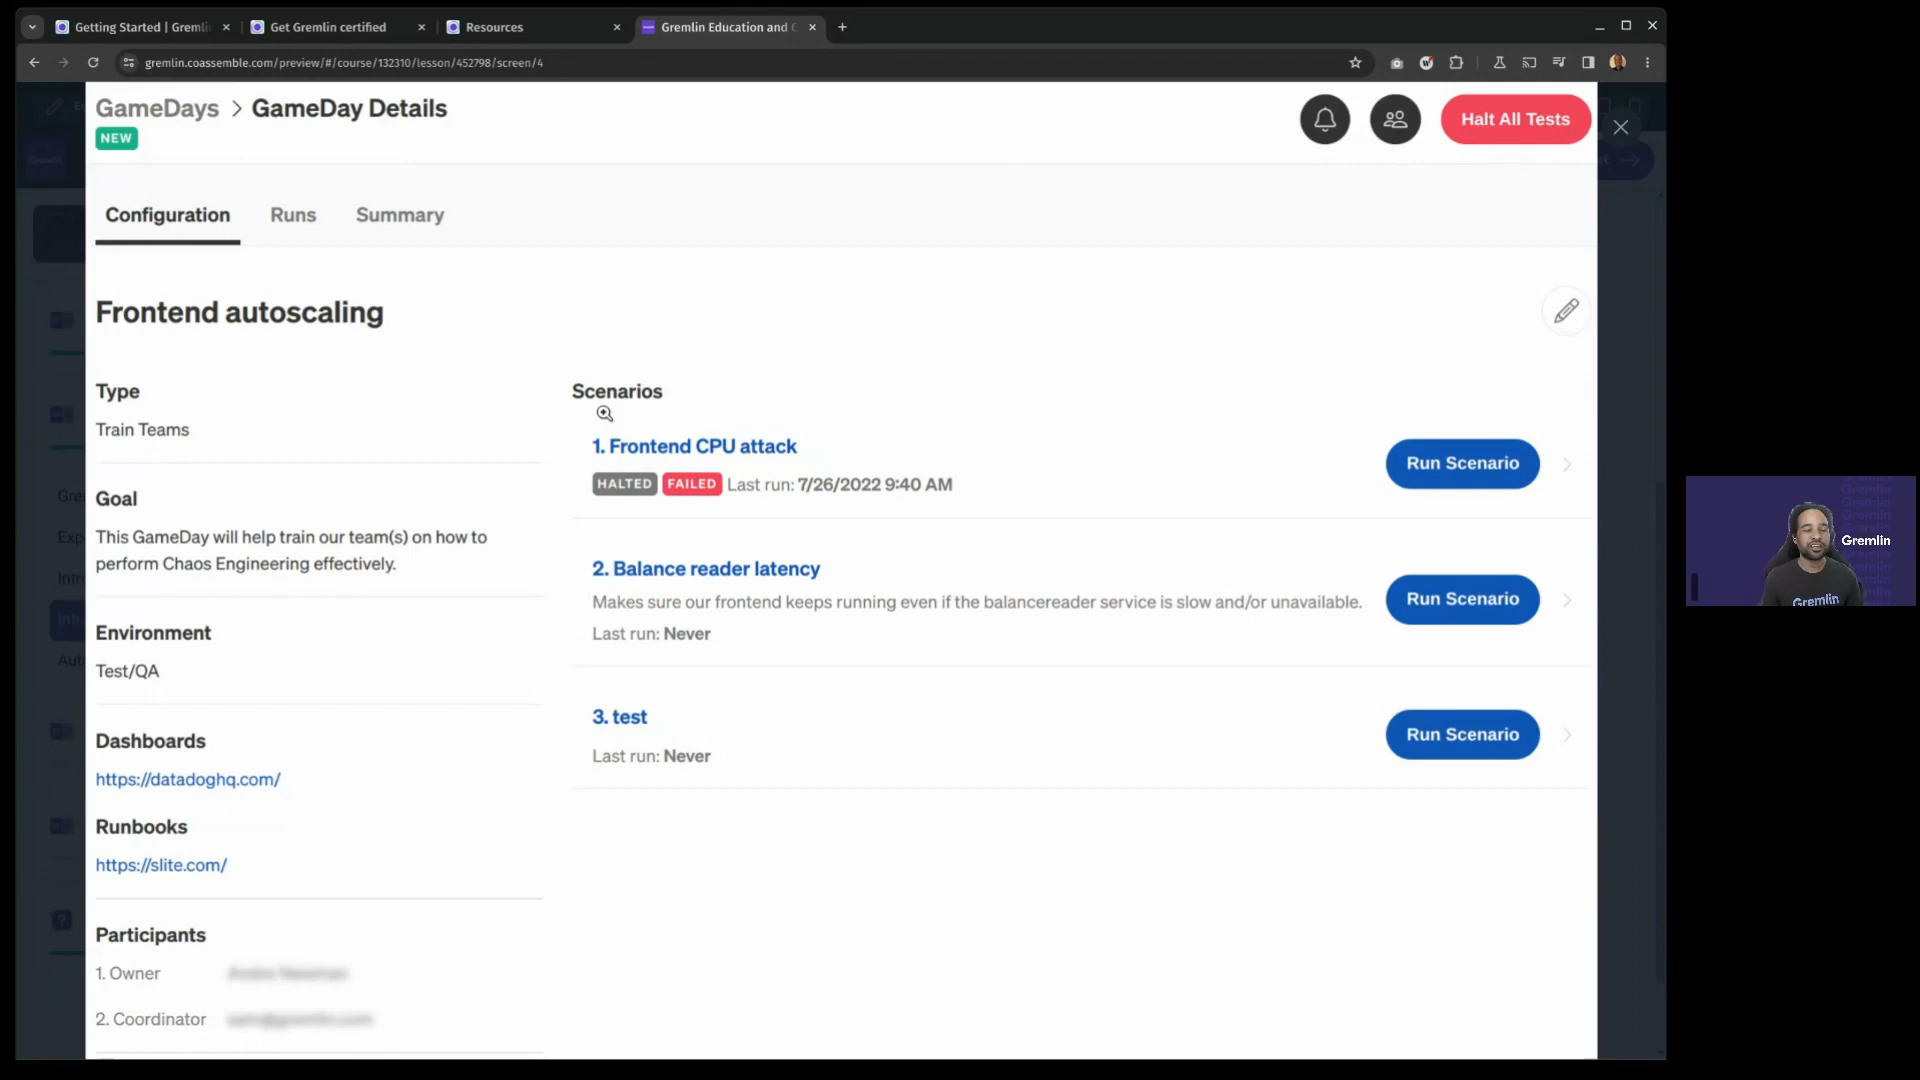 Getting Started | Gremli
Get Gremlin certified
Resources
Gremlin Education and C
gremlin.coassemble.com/preview/#/course/132310/lesson/452798/screen/4
GameDays > GameDay Details
NEW
Halt All Tests
Configuration
Runs
Summary
Frontend autoscaling
Type
Train Teams
Goal
This GameDay will help train our team(s) on how to
perform Chaos Engineering effectively.
Environment
Test/QA
Dashboards
https://datadoghq.com/
Runbooks
https://slite.com/
Participants
1. Owner
2. Coordinator
Scenarios
1. Frontend CPU attack
HALTED FAILED Last run: 7/26/2022 9:40 AM
Run Scenario
2. Balance reader latency
Makes sure our frontend keeps running even if the balancereader service is slow and/or unavailable.
Last run: Never
Run Scenario
3. test
Last run: Never
Run Scenario
Gremlin
Gremlin